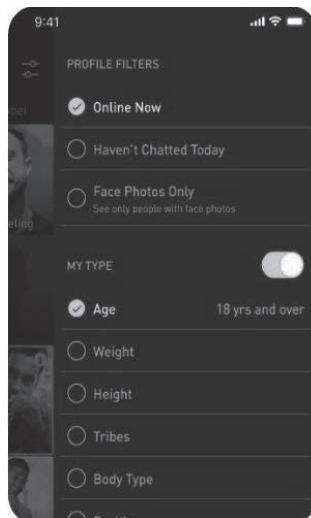 9:41
PROFILE FILTERS
Online Now
Haven't Chatted Today
Face Photos Only
See only people with face photos
eling
MY TYPE
Age 18 yrs and over
Weight
Height
Tribes
Body Type